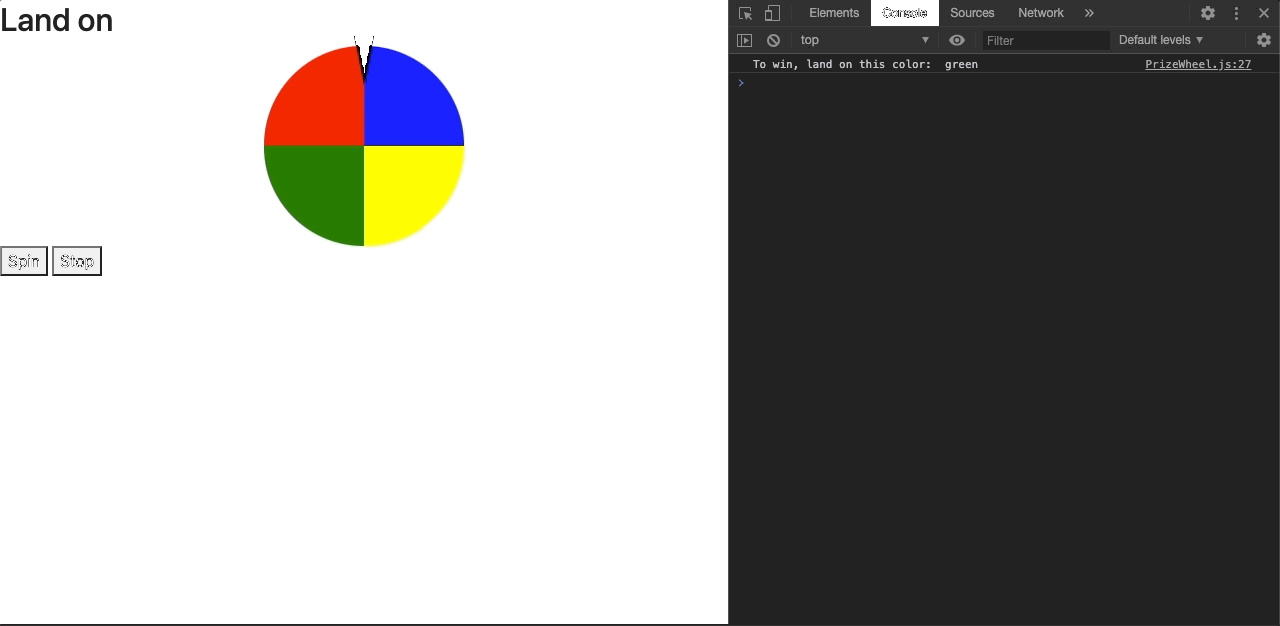 Land on
Spin Stop
Elements Console Sources Network »
top Filter Default levels
To win, land on this color:  green PrizeWheel.js:27